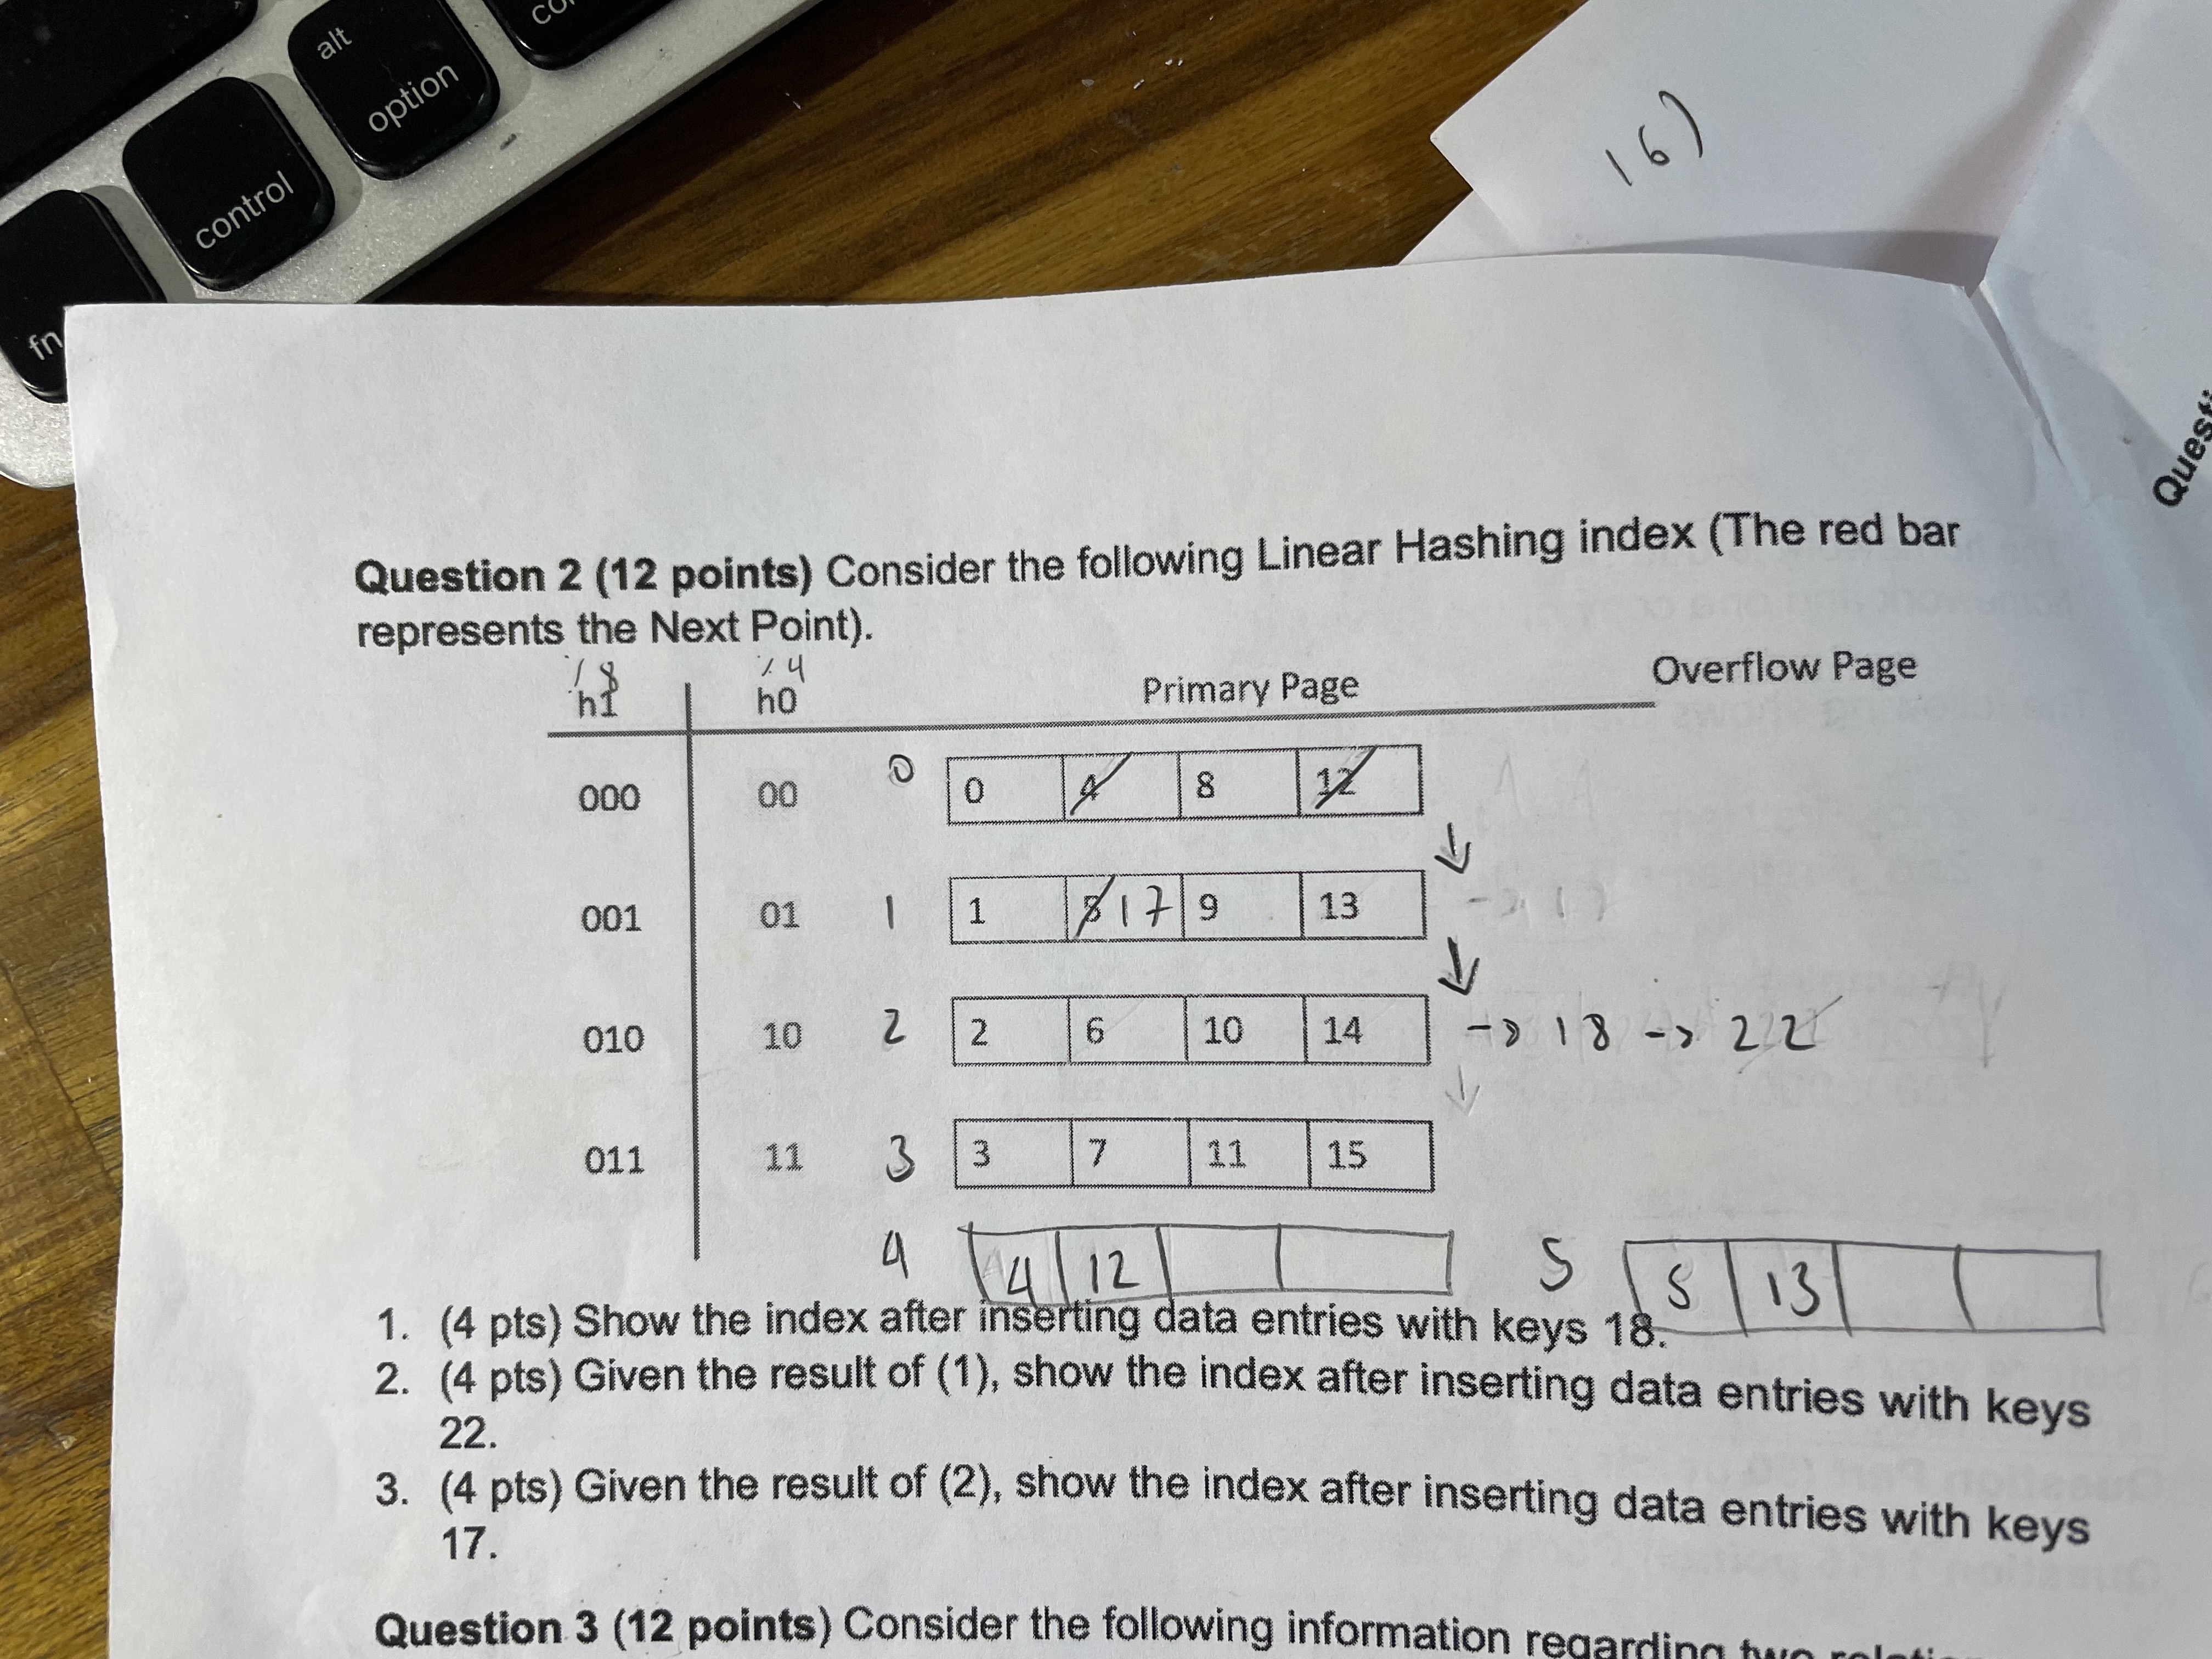 alt
option
control
fn
16)
Question 2 (12 points) Consider the following Linear Hashing index (The red bar
represents the Next Point).
% 8 % 4
h1 h0 Primary Page Overflow Page
000 00 0 0 4 8 12
001 01 1 1 5 17 9 13
010 10 2 2 6 10 14 -> 18 -> 22
011 11 3 3 7 11 15
4 4 12 5 5 13
1. (4 pts) Show the index after inserting data entries with keys 18.
2. (4 pts) Given the result of (1), show the index after inserting data entries with keys
22.
3. (4 pts) Given the result of (2), show the index after inserting data entries with keys
17.
Question 3 (12 points) Consider the following information regarding two